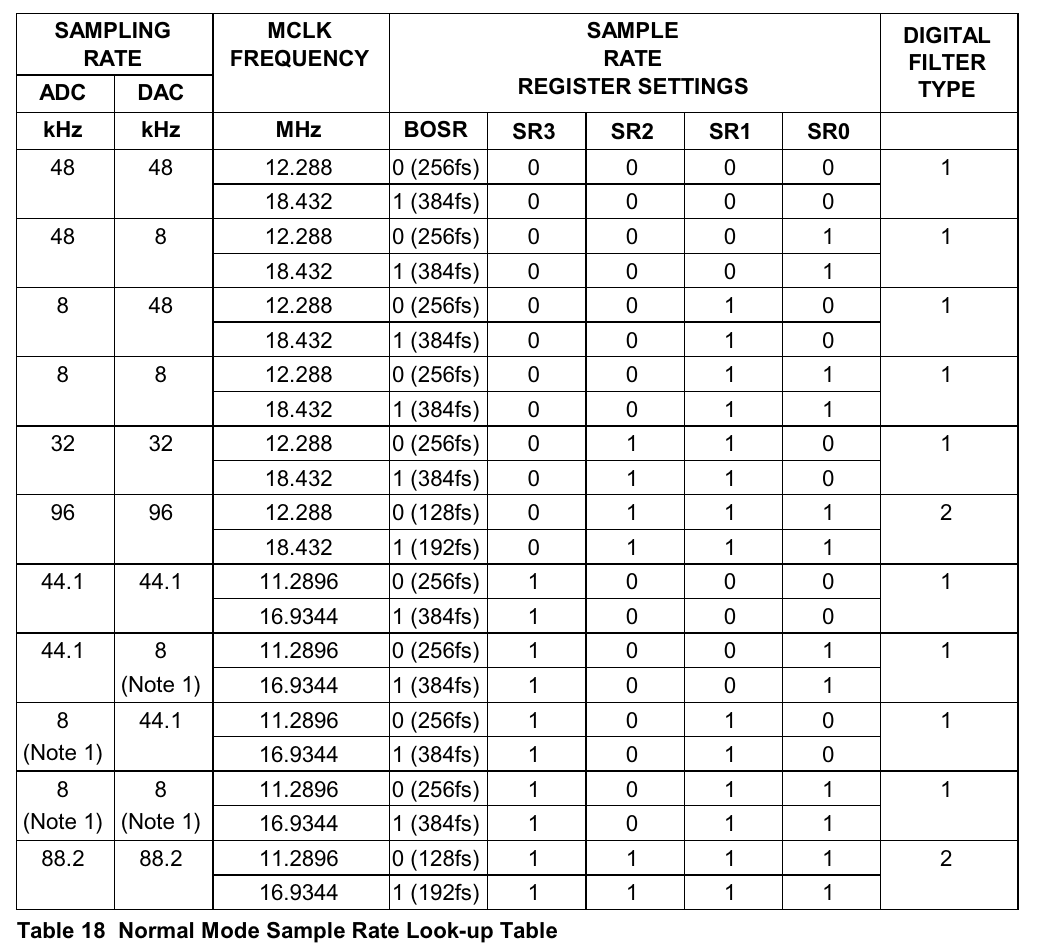 SAMPLING RATE MCLK FREQUENCY SAMPLE RATE REGISTER SETTINGS DIGITAL FILTER TYPE
ADC DAC
kHz kHz MHz BOSR SR3 SR2 SR1 SR0
48 48 12.288 0 (256fs) 0 0 0 0 1
18.432 1 (384fs) 0 0 0 0
48 8 12.288 0 (256fs) 0 0 0 1 1
18.432 1 (384fs) 0 0 0 1
8 48 12.288 0 (256fs) 0 0 1 0 1
18.432 1 (384fs) 0 0 1 0
8 8 12.288 0 (256fs) 0 0 1 1 1
18.432 1 (384fs) 0 0 1 1
32 32 12.288 0 (256fs) 0 1 1 0 1
18.432 1 (384fs) 0 1 1 0
96 96 12.288 0 (128fs) 0 1 1 1 2
18.432 1 (192fs) 0 1 1 1
44.1 44.1 11.2896 0 (256fs) 1 0 0 0 1
16.9344 1 (384fs) 1 0 0 0
44.1 8 11.2896 0 (256fs) 1 0 0 1 1
(Note 1) 16.9344 1 (384fs) 1 0 0 1
8 44.1 11.2896 0 (256fs) 1 0 1 0 1
(Note 1) 16.9344 1 (384fs) 1 0 1 0
8 8 11.2896 0 (256fs) 1 0 1 1 1
(Note 1) (Note 1) 16.9344 1 (384fs) 1 0 1 1
88.2 88.2 11.2896 0 (128fs) 1 1 1 1 2
16.9344 1 (192fs) 1 1 1 1
Table 18 Normal Mode Sample Rate Look-up Table